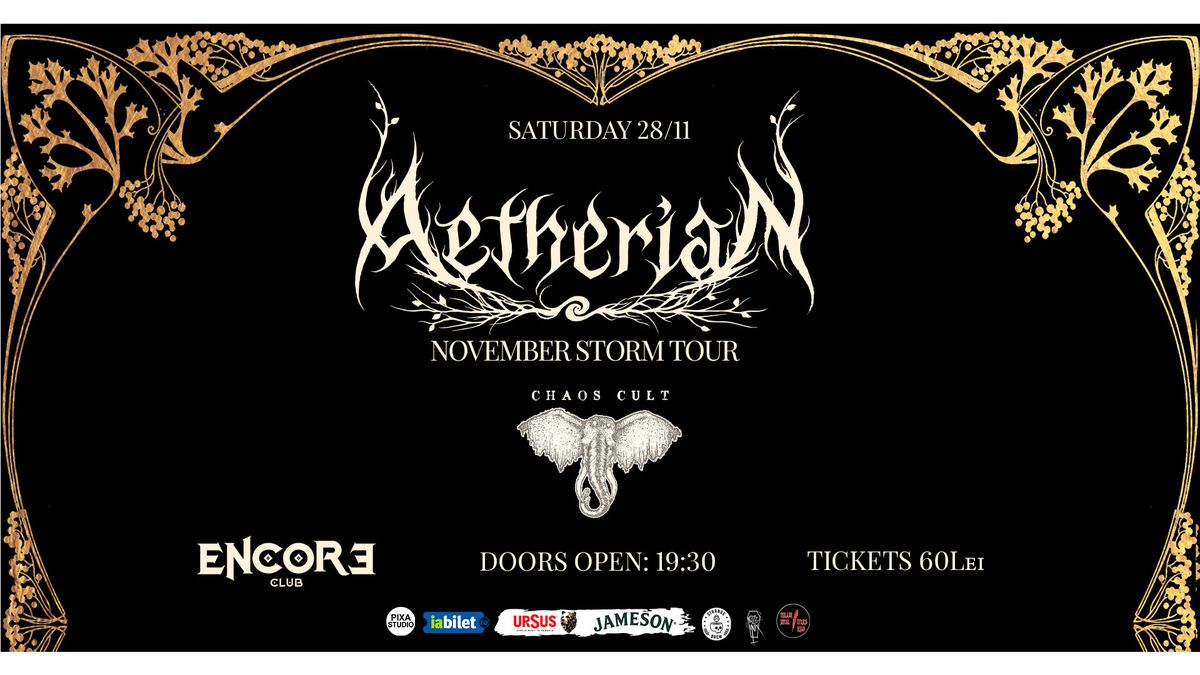 SATURDAY 28/11
Aetherian
NOVEMBER STORM TOUR
CHAOS CULT
ENCORE
CLUB
DOORS OPEN: 19:30
TICKETS 60Lei
PIXA
STUDIO
iabilet.ro
URSUS
JAMESON